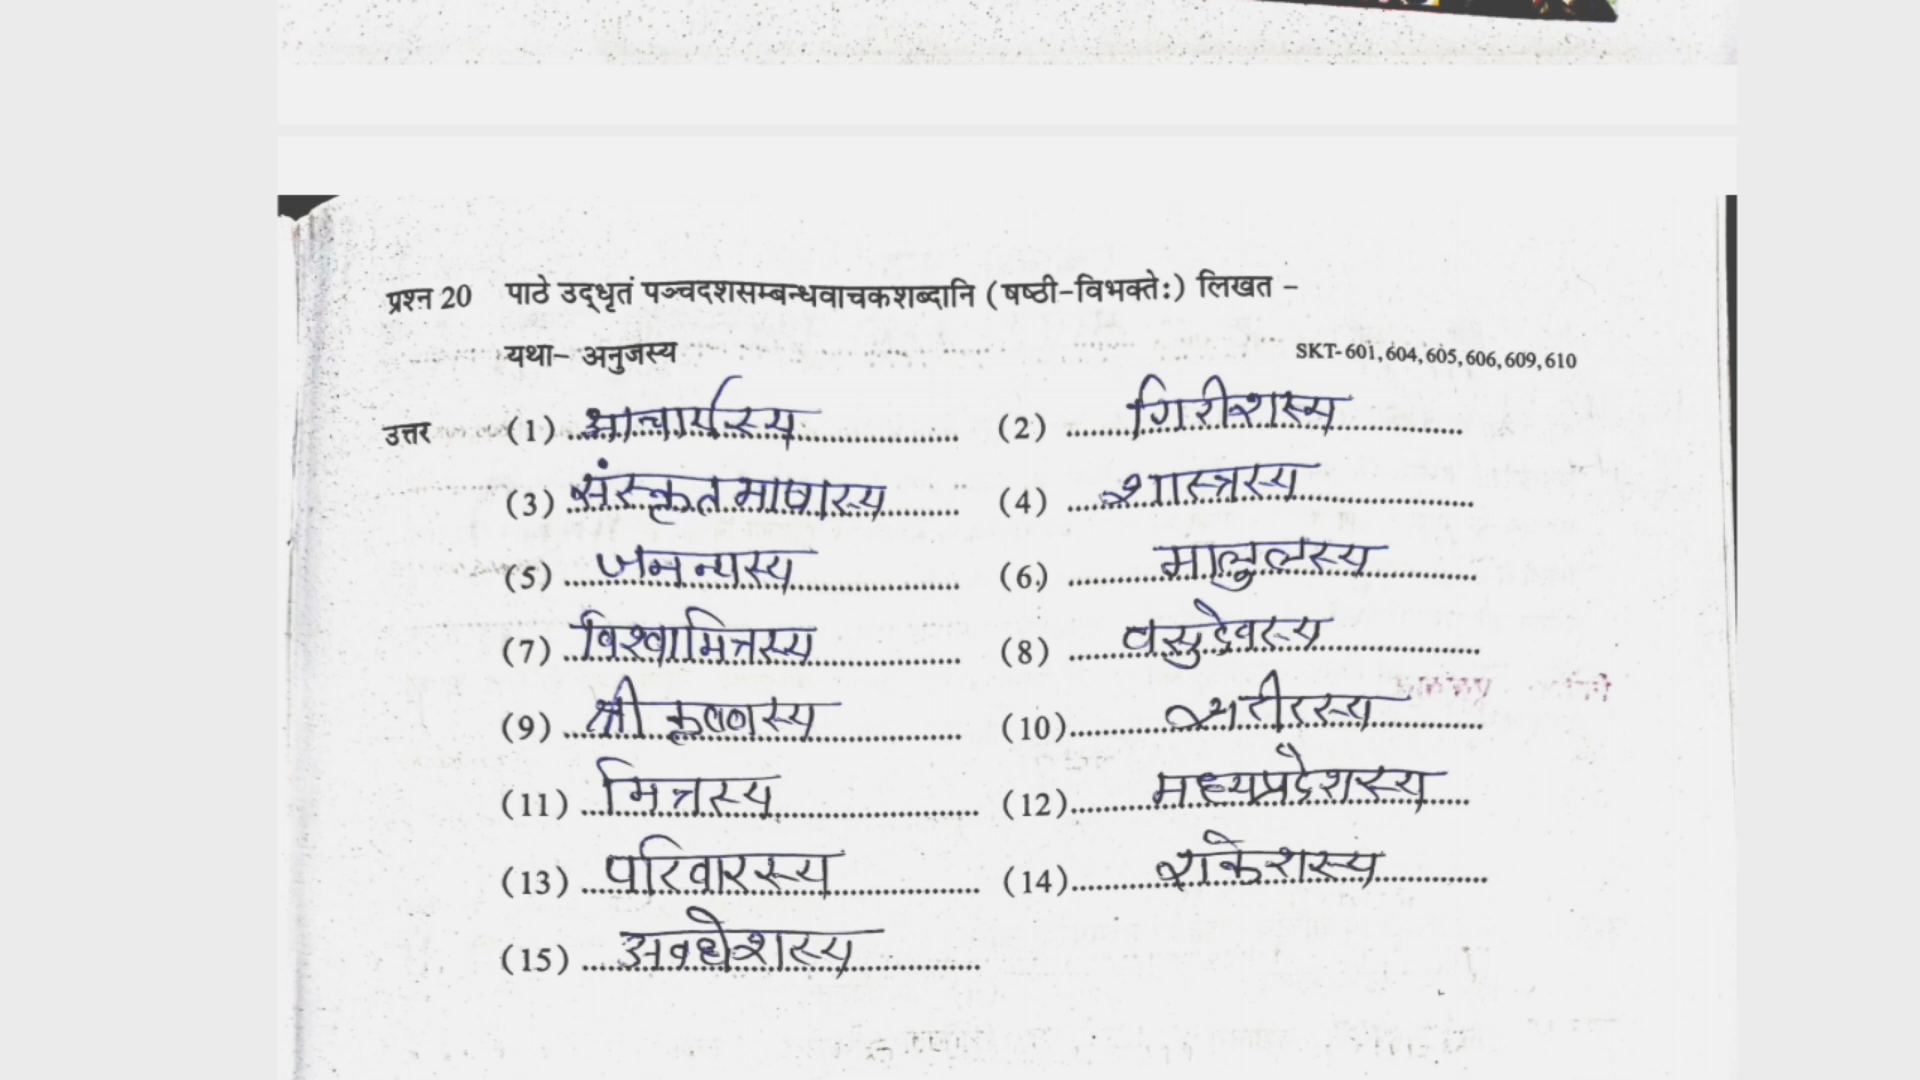 प्रश्न 20 पाठे उद्धृतं पञ्चदशसम्बन्धवाचकशब्दानि (षष्ठी-विभक्तेः) लिखत -
यथा- अनुजस्य SKT- 601, 604, 605, 606, 609, 610
उत्तर (1) आचार्यस्य (2) गिरीशस्य
(3) संस्कृतभाषास्य (4) शास्त्रस्य
(5) जनन्यस्य (6) मातुलस्य
(7) विश्वामित्रस्य (8) वसुदेवस्य
(9) श्री कृष्णस्य (10) शरीरस्य
(11) मित्रस्य (12) मध्यप्रदेशस्य
(13) परिवारस्य (14) राकेशस्य
(15) अवधेशस्य